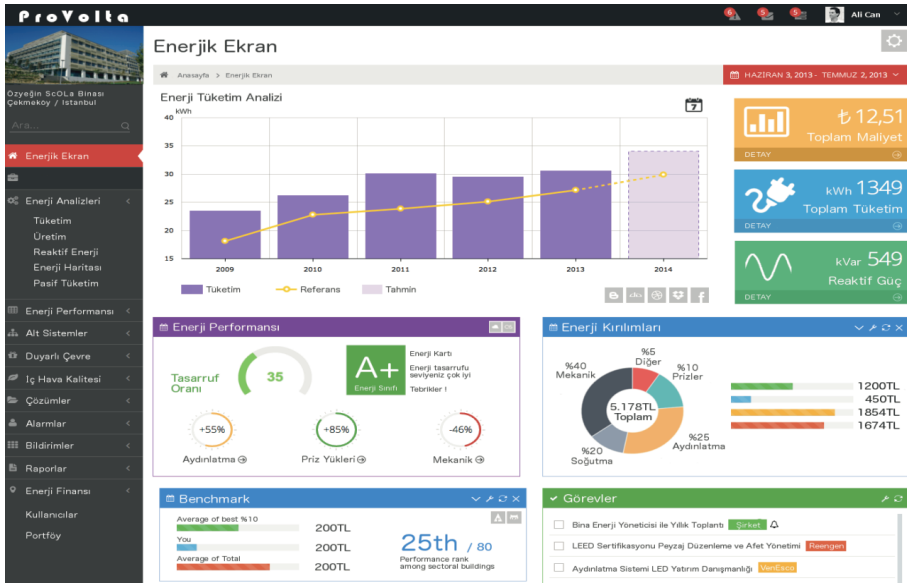 ProVolta
6
5
5
Ali Can
Özyeğin ScOLa Binası
Çekmeköy / Istanbul
Ara...
Enerjik Ekran
Enerji Analizleri
Tüketim
Üretim
Reaktif Enerji
Enerji Haritası
Pasif Tüketim
Enerji Performansı
Alt Sistemler
Duyarlı Çevre
Iç Hava Kalitesi
Çözümler
Alarmlar
Bildirimler
Raporlar
Enerji Finansı
Kullanıcılar
Portföy
Enerjik Ekran
Anasayfa > Enerjik Ekran
HAZİRAN 3, 2013 - TEMMUZ 2, 2013
Enerji Tüketim Analizi
kWh
7
40
35
30
25
20
15
2009 2010 2011 2012 2013 2014
Tüketim Referans Tahmin
₺ 12,51
Toplam Maliyet
DETAY
kWh 1349
Toplam Tüketim
DETAY
kVar 549
Reaktif Güç
DETAY
Enerji Performansı
Tasarruf
Oranı
35
A+
Enerji Sınıfı
Enerji Kartı
Enerji tasarrufu
seviyeniz çok iyi
Tebrikler !
+55%
Aydınlatma
+85%
Priz Yükleri
-46%
Mekanik
Enerji Kırılımları
%5
Diğer
%10
Prizler
%25
Aydınlatma
%20
Soğutma
%40
Mekanik
5.178TL
Toplam
1200TL
450TL
1854TL
1674TL
Benchmark
Average of best %10
200TL
You
200TL
Average of Total
200TL
25th / 80
Performance rank
among sectoral buildings
Görevler
Bina Enerji Yöneticisi ile Yıllık Toplantı Şirket
LEED Sertifikasyonu Peyzaj Düzenleme ve Afet Yönetimi Reengen
Aydınlatma Sistemi LED Yatırım Danışmanlığı VenEsco